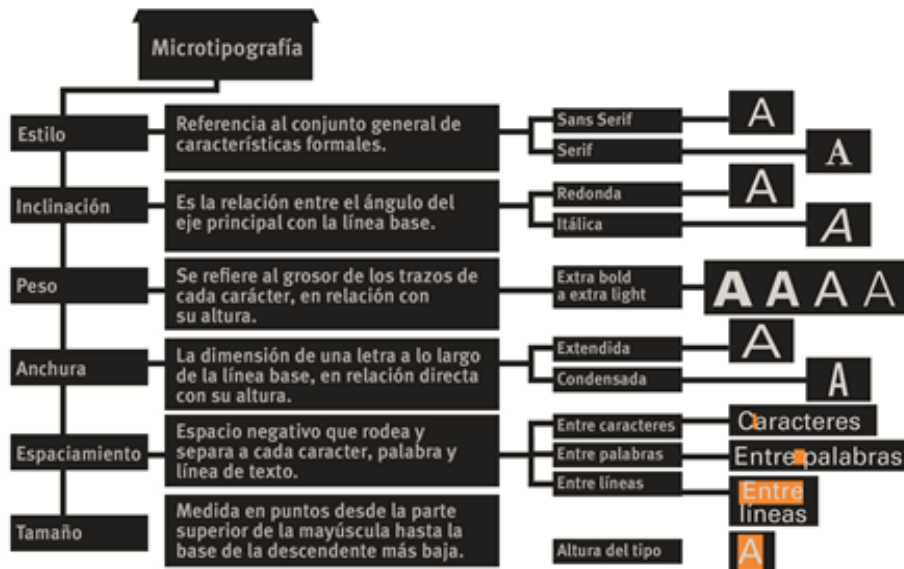 Microtipografía
Estilo
Referencia al conjunto general de
características formales.
Sans Serif
A
Serif
A
Inclinación
Es la relación entre el ángulo del
eje principal con la línea base.
Redonda
A
Itálica
A
Peso
Se refiere al grosor de los trazos de
cada carácter, en relación con
su altura.
Extra bold
a extra light
A A A A
Anchura
La dimensión de una letra a lo largo
de la línea base, en relación directa
con su altura.
Extendida
A
Condensada
A
Espaciamiento
Espacio negativo que rodea y
separa a cada caracter, palabra y
línea de texto.
Entre caracteres
Caracteres
Entre palabras
Entre palabras
Entre líneas
Entre
líneas
Tamaño
Medida en puntos desde la parte
superior de la mayúscula hasta la
base de la descendente más baja.
Altura del tipo
A